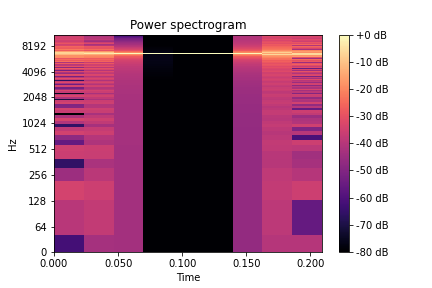 Power spectrogram
Hz
8192
4096
2048
1024
512
256
128
64
0
0.000 0.050 0.100 0.150 0.200
Time
+0 dB
-10 dB
-20 dB
-30 dB
-40 dB
-50 dB
-60 dB
-70 dB
-80 dB